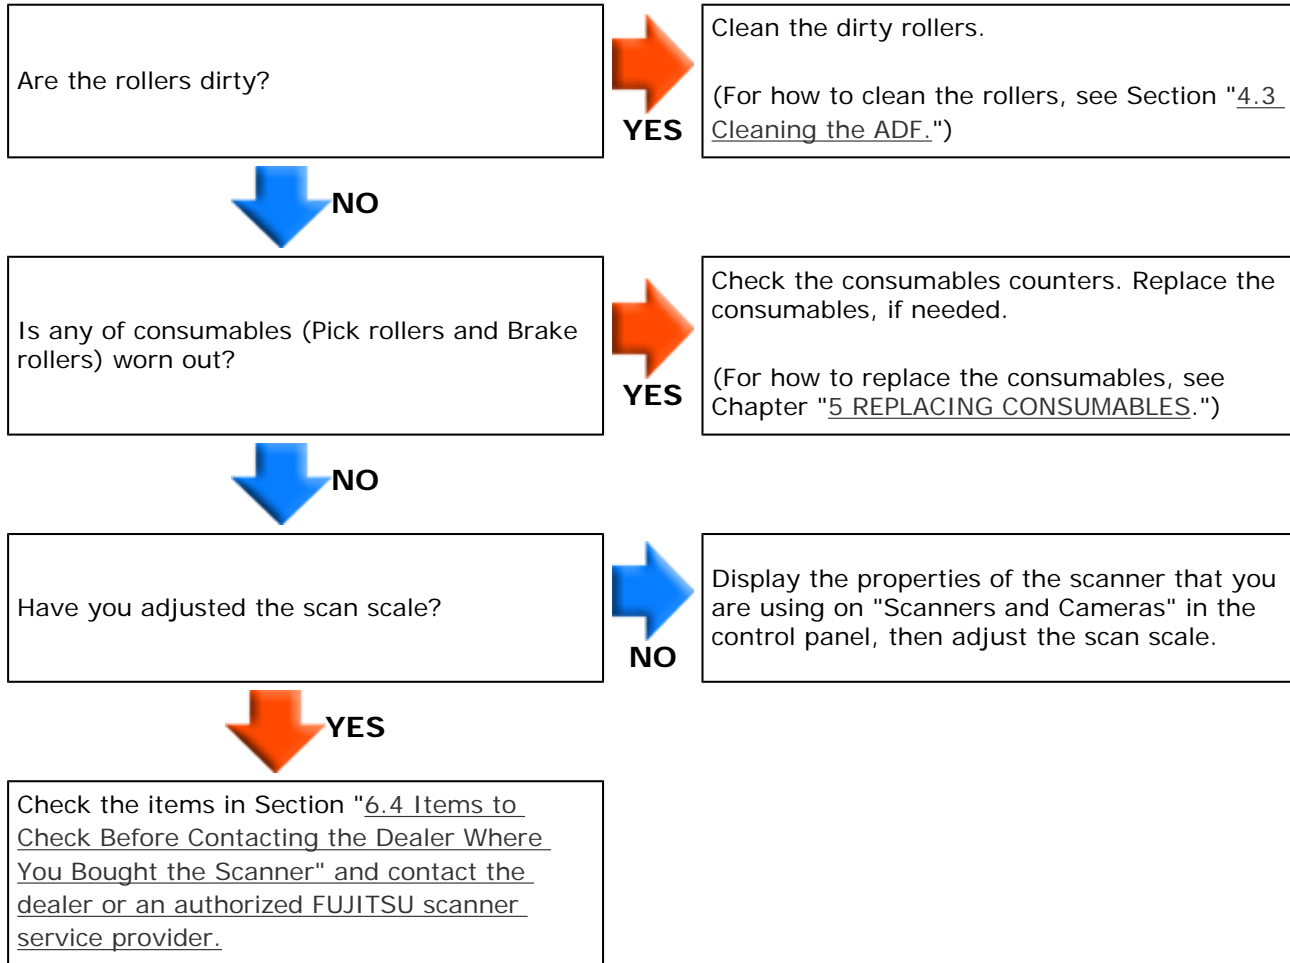 Are the rollers dirty?
YES
Clean the dirty rollers.
(For how to clean the rollers, see Section "4.3
Cleaning the ADF.")
NO
Is any of consumables (Pick rollers and Brake
rollers) worn out?
YES
Check the consumables counters. Replace the
consumables, if needed.
(For how to replace the consumables, see
Chapter "5 REPLACING CONSUMABLES.")
NO
Have you adjusted the scan scale?
NO
Display the properties of the scanner that you
are using on "Scanners and Cameras" in the
control panel, then adjust the scan scale.
YES
Check the items in Section "6.4 Items to
Check Before Contacting the Dealer Where
You Bought the Scanner" and contact the
dealer or an authorized FUJITSU scanner
service provider.